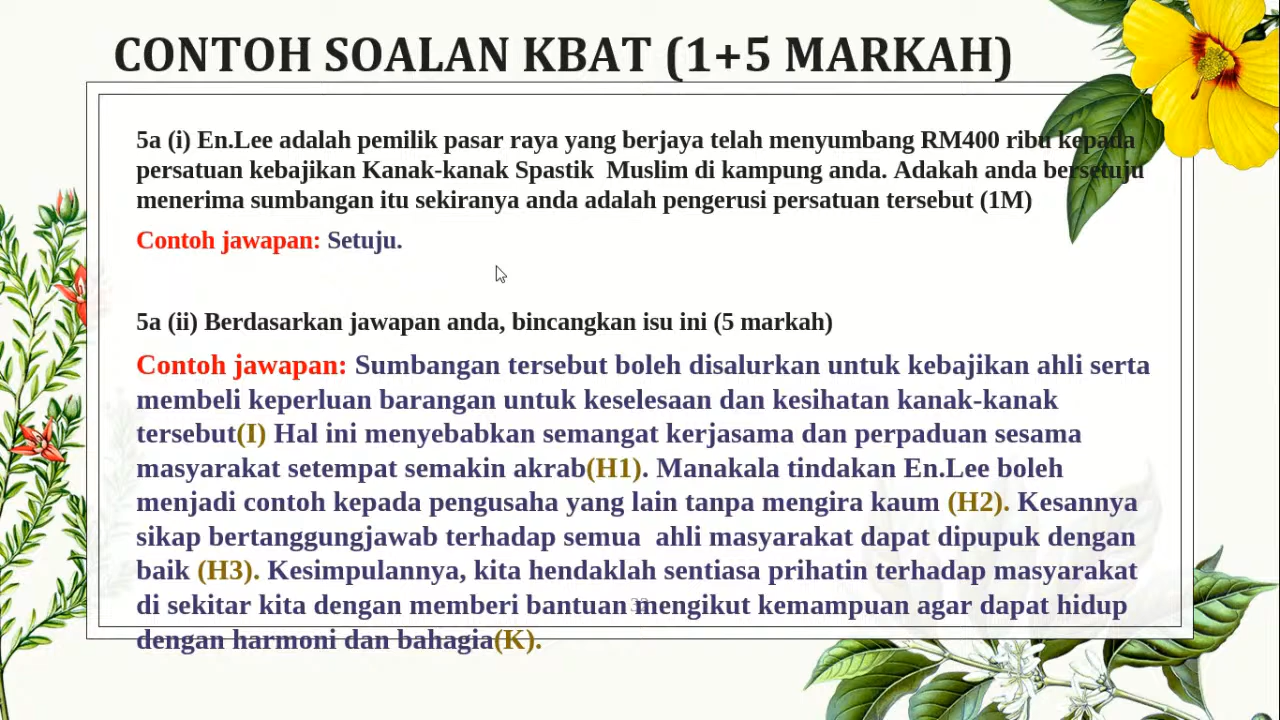 CONTOH SOALAN KBAT (1+5 MARKAH)
5a (i) En.Lee adalah pemilik pasar raya yang berjaya telah menyumbang RM400 ribu kepada
persatuan kebajikan Kanak-kanak Spastik  Muslim di kampung anda. Adakah anda bersetuju
menerima sumbangan itu sekiranya anda adalah pengerusi persatuan tersebut (1M)
Contoh jawapan: Setuju.
5a (ii) Berdasarkan jawapan anda, bincangkan isu ini (5 markah)
Contoh jawapan: Sumbangan tersebut boleh disalurkan untuk kebajikan ahli serta
membeli keperluan barangan untuk keselesaan dan kesihatan kanak-kanak
tersebut(I) Hal ini menyebabkan semangat kerjasama dan perpaduan sesama
masyarakat setempat semakin akrab(H1). Manakala tindakan En.Lee boleh
menjadi contoh kepada pengusaha yang lain tanpa mengira kaum (H2). Kesannya
sikap bertanggungjawab terhadap semua  ahli masyarakat dapat dipupuk dengan
baik (H3). Kesimpulannya, kita hendaklah sentiasa prihatin terhadap masyarakat
di sekitar kita dengan memberi bantuan mengikut kemampuan agar dapat hidup
dengan harmoni dan bahagia(K).